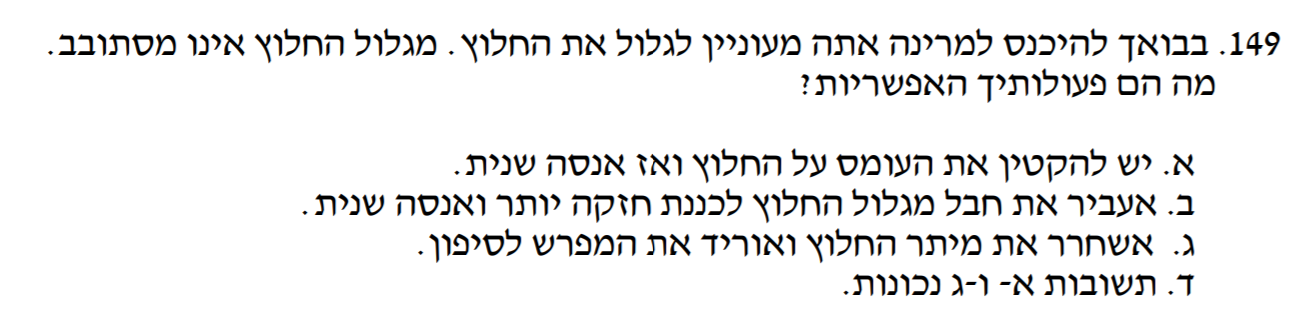 149. בבואך להיכנס למרינה אתה מעוניין לגלול את החלוץ. מגלול החלוץ אינו מסתובב.
מה הם פעולותיך האפשריות?
א. יש להקטין את העומס על החלוץ ואז אנסה שנית.
ב. אעביר את חבל מגלול החלוץ לכננת חזקה יותר ואנסה שנית.
ג. אשחרר את מיתר החלוץ ואוריד את המפרש לסיפון.
ד. תשובות א- ו-ג נכונות.